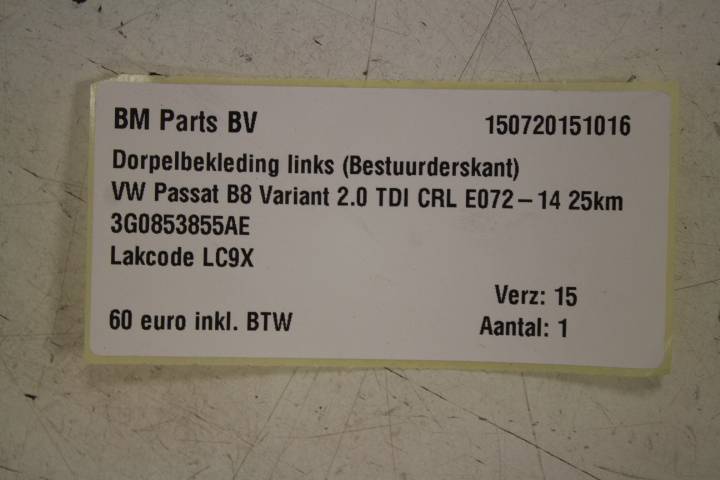 BM Parts BV 150720151016
Dorpelbekleding links (Bestuurderskant)
VW Passat B8 Variant 2.0 TDI CRL E072-14 25km
3G0853855AE
Lakcode LC9X
Verz: 15
60 euro inkl. BTW Aantal: 1